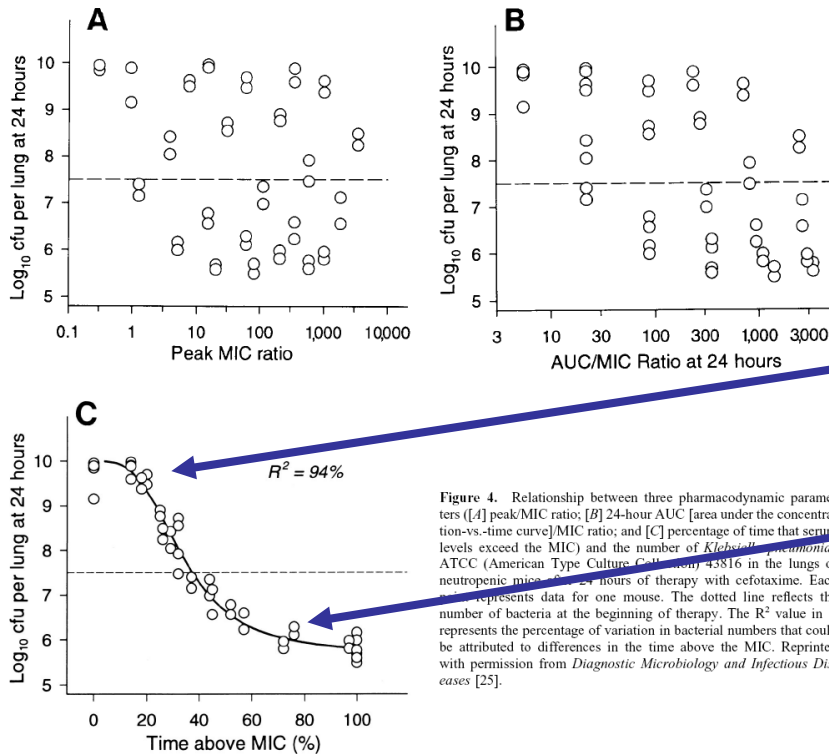 A
Log10 cfu per lung at 24 hours
10
9
8
7
6
5
0.1 1 10 100 1,000 10,000
Peak MIC ratio
B
Log10 cfu per lung at 24 hours
10
9
8
7
6
5
3 10 30 100 300 1,000 3,000
AUC/MIC Ratio at 24 hours
C
Log10 cfu per lung at 24 hours
10
9
8
7
6
5
R² = 94%
0 20 40 60 80 100
Time above MIC (%)
Figure 4. Relationship between three pharmacodynamic parame-
ters ([A] peak/MIC ratio; [B] 24-hour AUC [area under the concentra-
tion-vs.-time curve]/MIC ratio; and [C] percentage of time that
levels exceed the MIC) and the number of Klebsiella
ATCC (American Type Culture Collection) 43816 in the lungs
neutropenic mice after 24 hours of therapy with cefotaxime.
represents data for one mouse. The dotted line reflects
number of bacteria at the beginning of therapy. The R² value in
represents the percentage of variation in bacterial numbers that
be attributed to differences in the time above the MIC.
with permission from Diagnostic Microbiology and Infectious Dis-
eases [25].